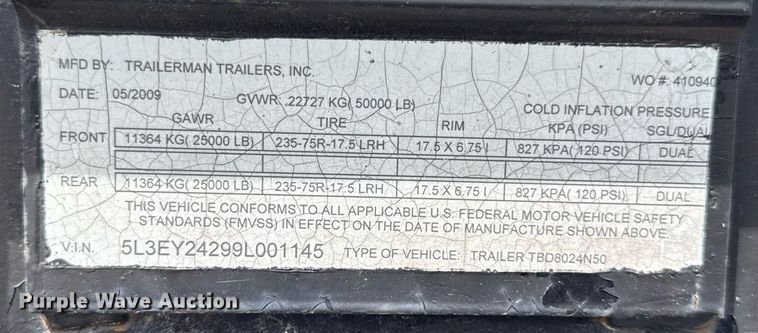 MFD BY: TRAILERMAN TRAILERS, INC. WO #: 410940
DATE: 05/2009 GVWR: 22727 KG( 50000 LB)
COLD INFLATION PRESSURE
GAWR TIRE RIM KPA (PSI) SGL/DUAL
FRONT 11364 KG( 25000 LB) 235-75R-17.5 LRH 17.5 X 6.75 I 827 KPA( 120 PSI) DUAL
REAR 11364 KG( 25000 LB) 235-75R-17.5 LRH 17.5 X 6.75 I 827 KPA( 120 PSI) DUAL
THIS VEHICLE CONFORMS TO ALL APPLICABLE U.S. FEDERAL MOTOR VEHICLE SAFETY
STANDARDS (FMVSS) IN EFFECT ON THE DATE OF MANUFACTURE SHOWN ABOVE.
V.I.N. 5L3EY24299L001145 TYPE OF VEHICLE: TRAILER TBD8024N50
Purple Wave Auction